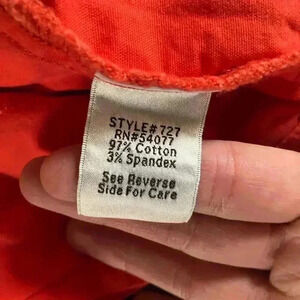 STYLE# 727
RN#54077
97% Cotton
3% Spandex
See Reverse
Side For Care